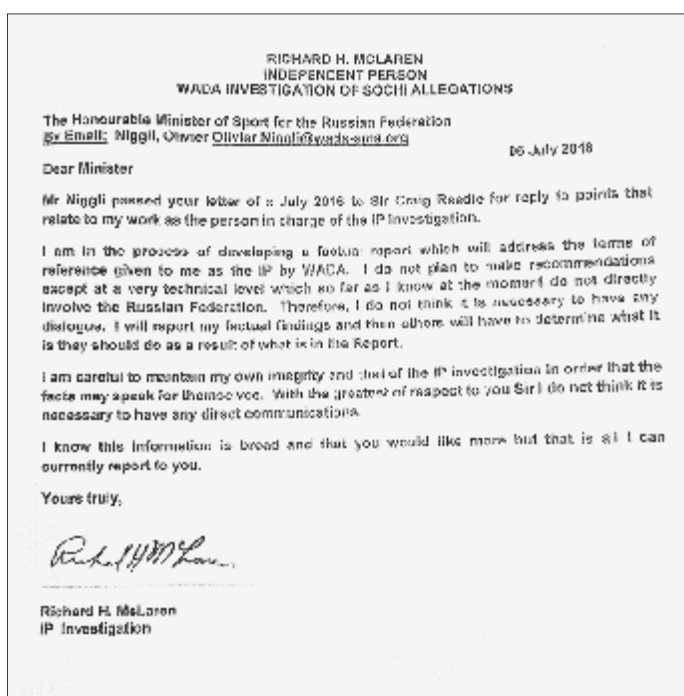 RICHARD H. MCLAREN
INDEPENCENT PERSON
WADA INVESTIGATION OF SOCHI ALLEGATIONS
The Honourable Minister of Sport for the Russian Federation
By Email: Niggli, Olivier Olivier.Niggli@wada-ama.org
06 July 2016
Dear Minister
Mr Niggli passed your letter of July 2016 to Sir Craig Reedie for reply to points that
relate to my work as the person in charge of the IP Investigation.
I am in the process of developing a factual report which will address the terms of
reference given to me as the IP by WADA. I do not plan to make recommendations
except at a very technical level which so far as I know at the moment do not directly
involve the Russian Federation. Therefore, I do not think it is necessary to have any
dialogue. I will report my factual findings and then others will have to determine what it
is they should do as a result of what is in the Report.
I am careful to maintain my own integrity and that of the IP investigation in order that the
facts may speak for themselves. With the greatest of respect to you Sir I do not think it is
necessary to have any direct communications.
I know this information is broad and that you would like more but that is all I can
currently report to you.
Yours truly,
Richard H McLaren
Richard H. McLaren
IP Investigation